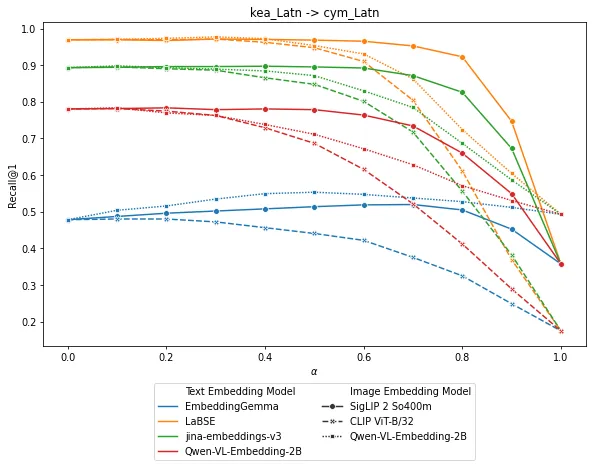 kea_Latn -> cym_Latn
Recall@1
1.0
0.9
0.8
0.7
0.6
0.5
0.4
0.3
0.2
0.0 0.2 0.4 0.6 0.8 1.0
α
Text Embedding Model Image Embedding Model
EmbeddingGemma SigLIP 2 So400m
LaBSE CLIP ViT-B/32
jina-embeddings-v3 Qwen-VL-Embedding-2B
Qwen-VL-Embedding-2B